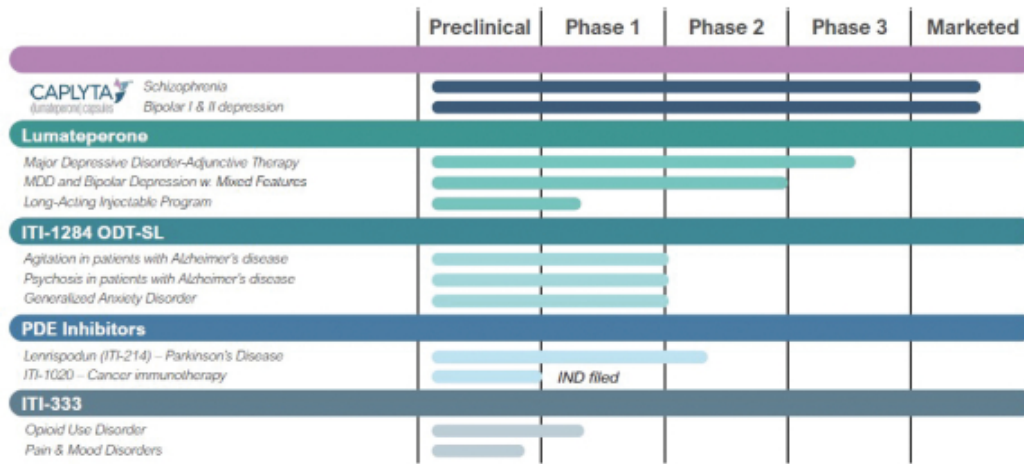 Preclinical Phase 1 Phase 2 Phase 3 Marketed
CAPLYTA
(lumateperone) capsules
Schizophrenia
Bipolar I & II depression
Lumateperone
Major Depressive Disorder-Adjunctive Therapy
MDD and Bipolar Depression w. Mixed Features
Long-Acting Injectable Program
ITI-1284 ODT-SL
Agitation in patients with Alzheimer's disease
Psychosis in patients with Alzheimer's disease
Generalized Anxiety Disorder
PDE Inhibitors
Lenrispodun (ITI-214) – Parkinson's Disease
ITI-1020 – Cancer immunotherapy IND filed
ITI-333
Opioid Use Disorder
Pain & Mood Disorders